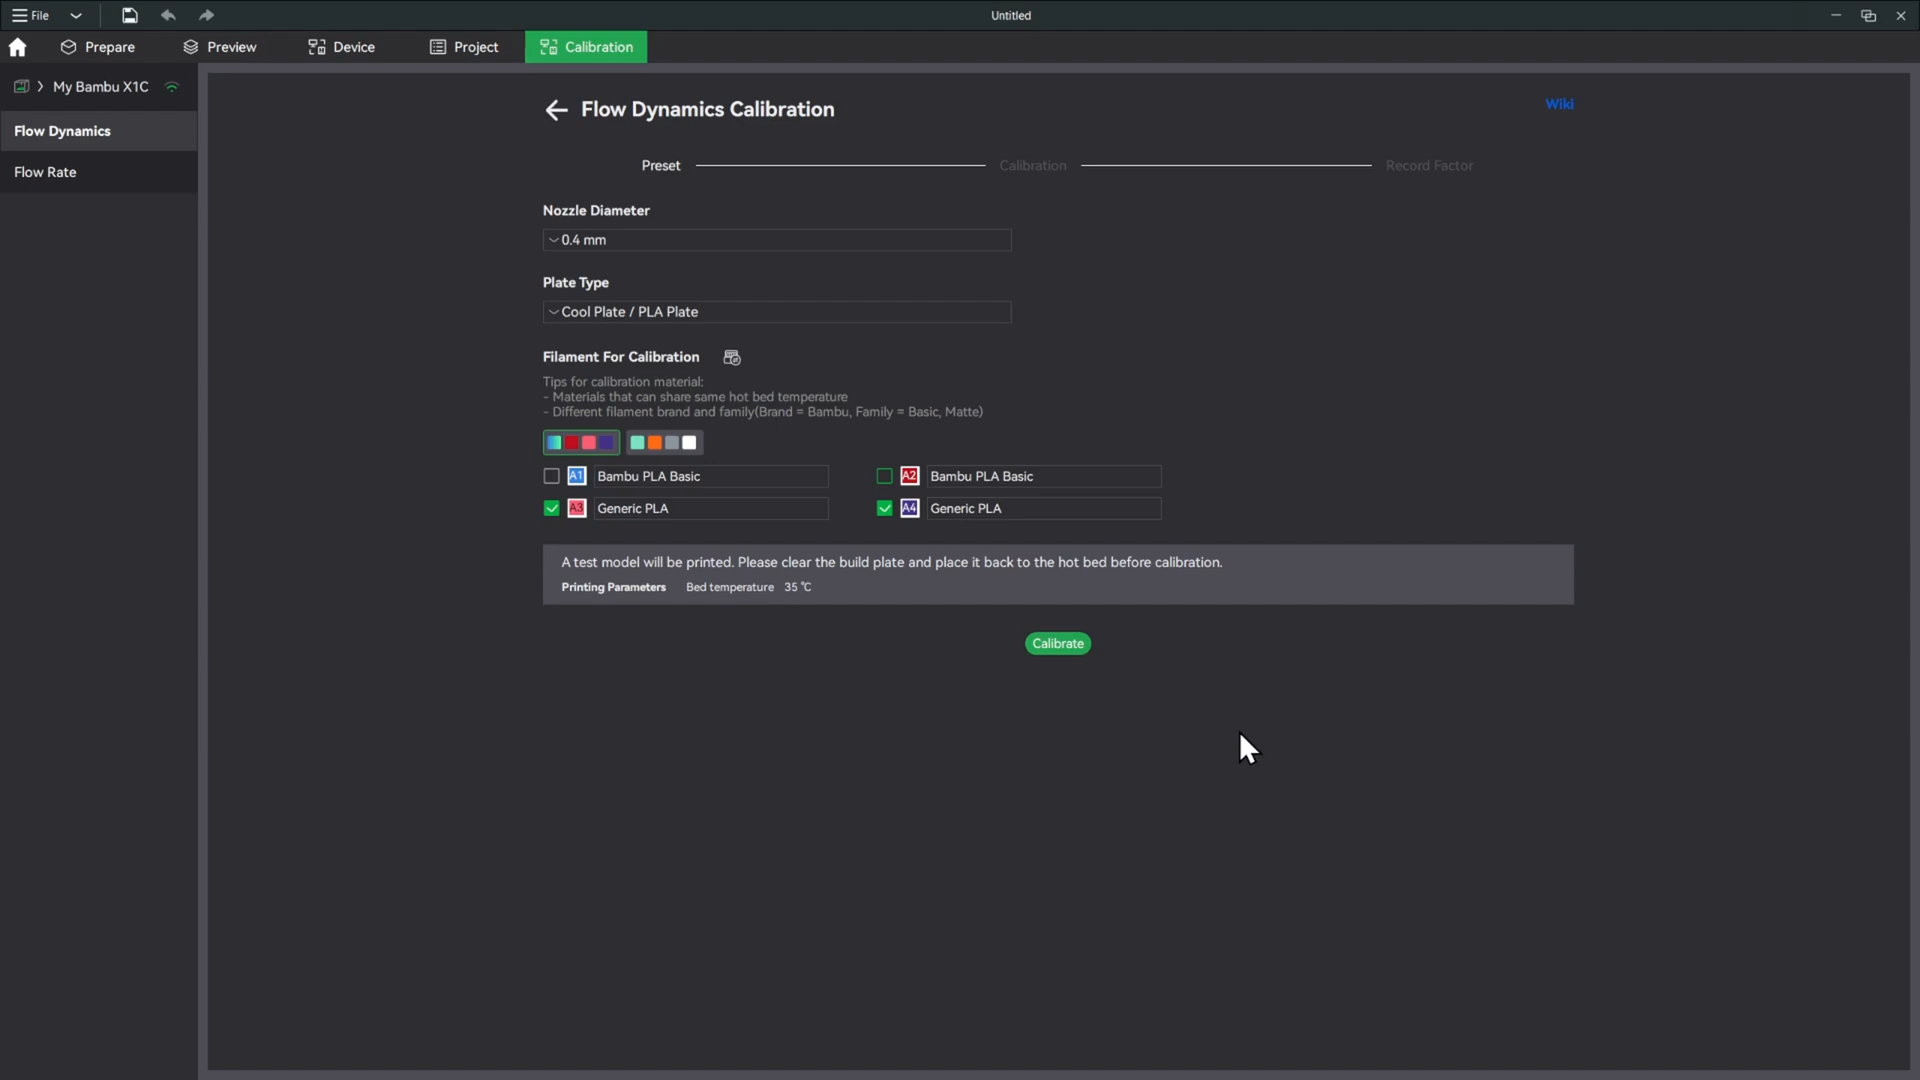 File
Untitled
Prepare
Preview
Device
Project
Calibration
My Bambu X1C
Flow Dynamics
Flow Rate
Flow Dynamics Calibration
Wiki
Preset
Calibration
Record Factor
Nozzle Diameter
0.4 mm
Plate Type
Cool Plate / PLA Plate
Filament For Calibration
Tips for calibration material:
- Materials that can share same hot bed temperature
- Different filament brand and family(Brand = Bambu, Family = Basic, Matte)
A1 Bambu PLA Basic
A2 Bambu PLA Basic
A3 Generic PLA
A4 Generic PLA
A test model will be printed. Please clear the build plate and place it back to the hot bed before calibration.
Printing Parameters Bed temperature 35 ℃
Calibrate